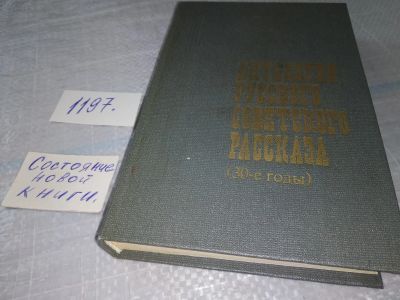 АНТОЛОГИЯ
РУССКОГО
СОВЕТСКОГО
РАССКАЗА
(30-е годы)
1197.
Состояние
новой
книги.